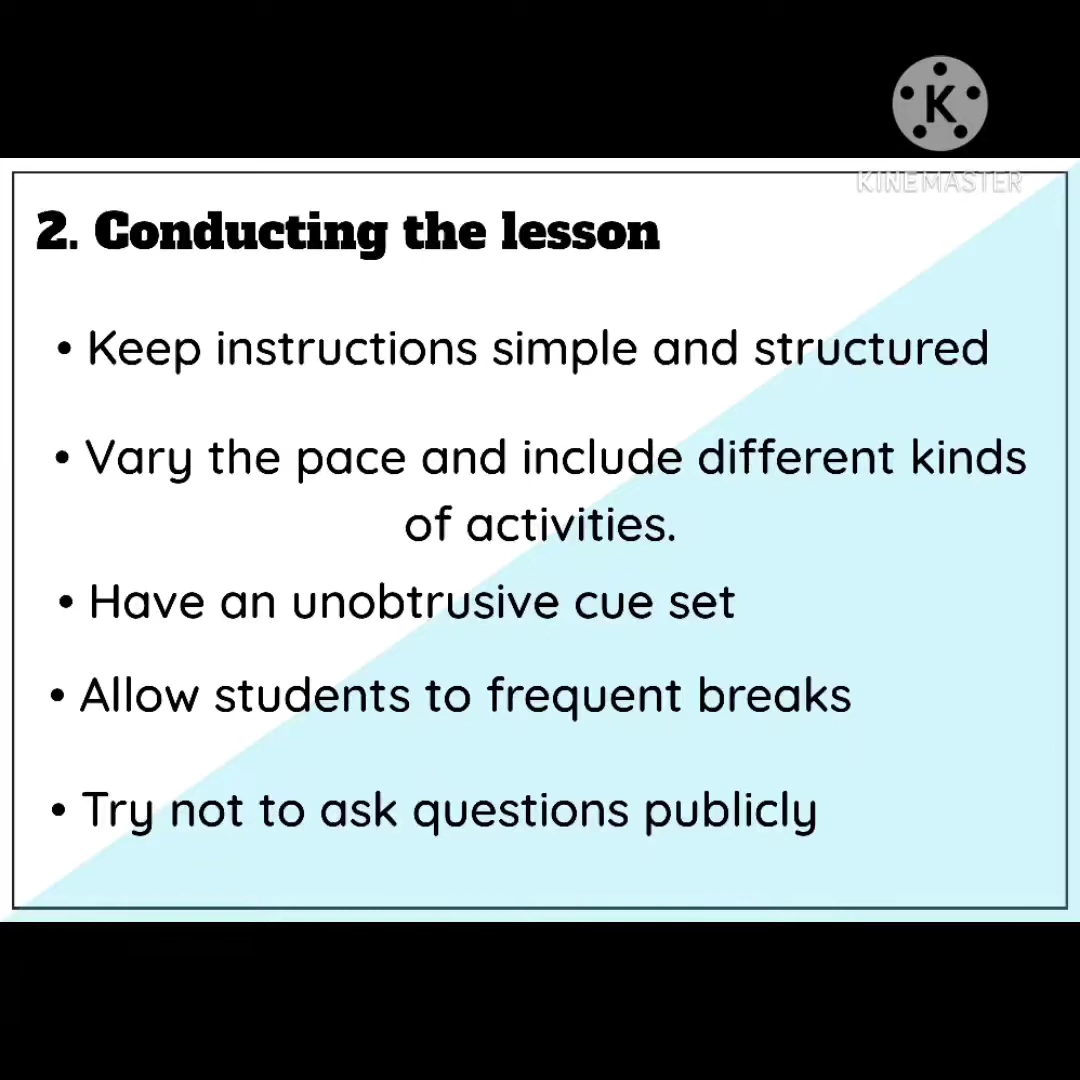 K
KINEMASTER
2. Conducting the lesson
• Keep instructions simple and structured
• Vary the pace and include different kinds
of activities.
• Have an unobtrusive cue set
• Allow students to frequent breaks
• Try not to ask questions publicly